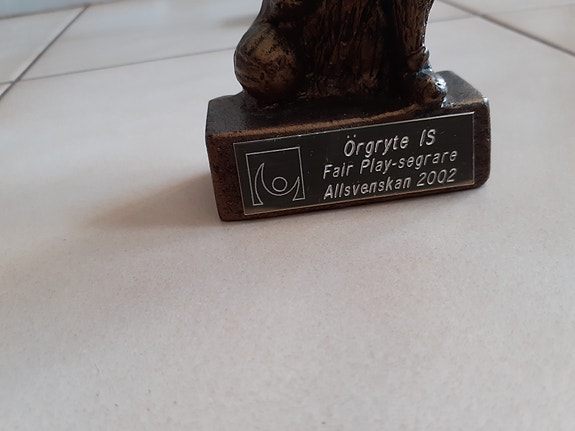 Örgryte IS
Fair Play-segrare
Allsvenskan 2002